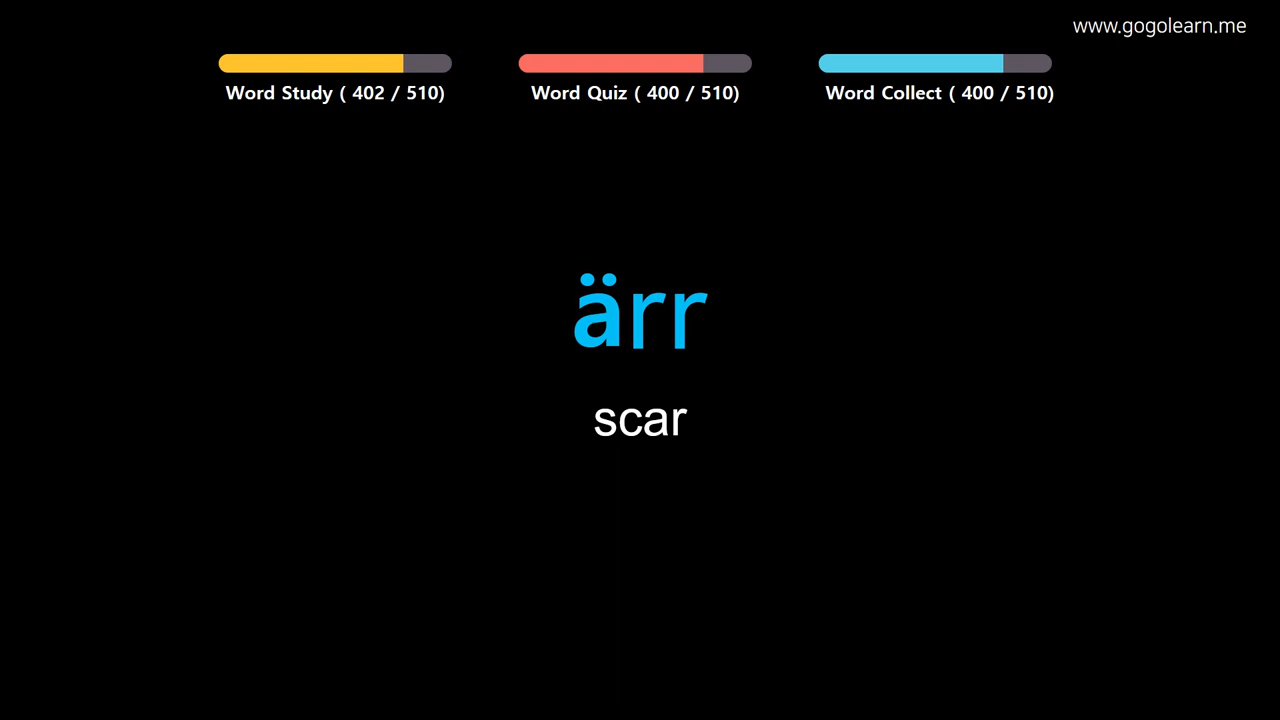 www.gogolearn.me
Word Study ( 402 / 510)
Word Quiz ( 400 / 510)
Word Collect ( 400 / 510)
ärr
scar